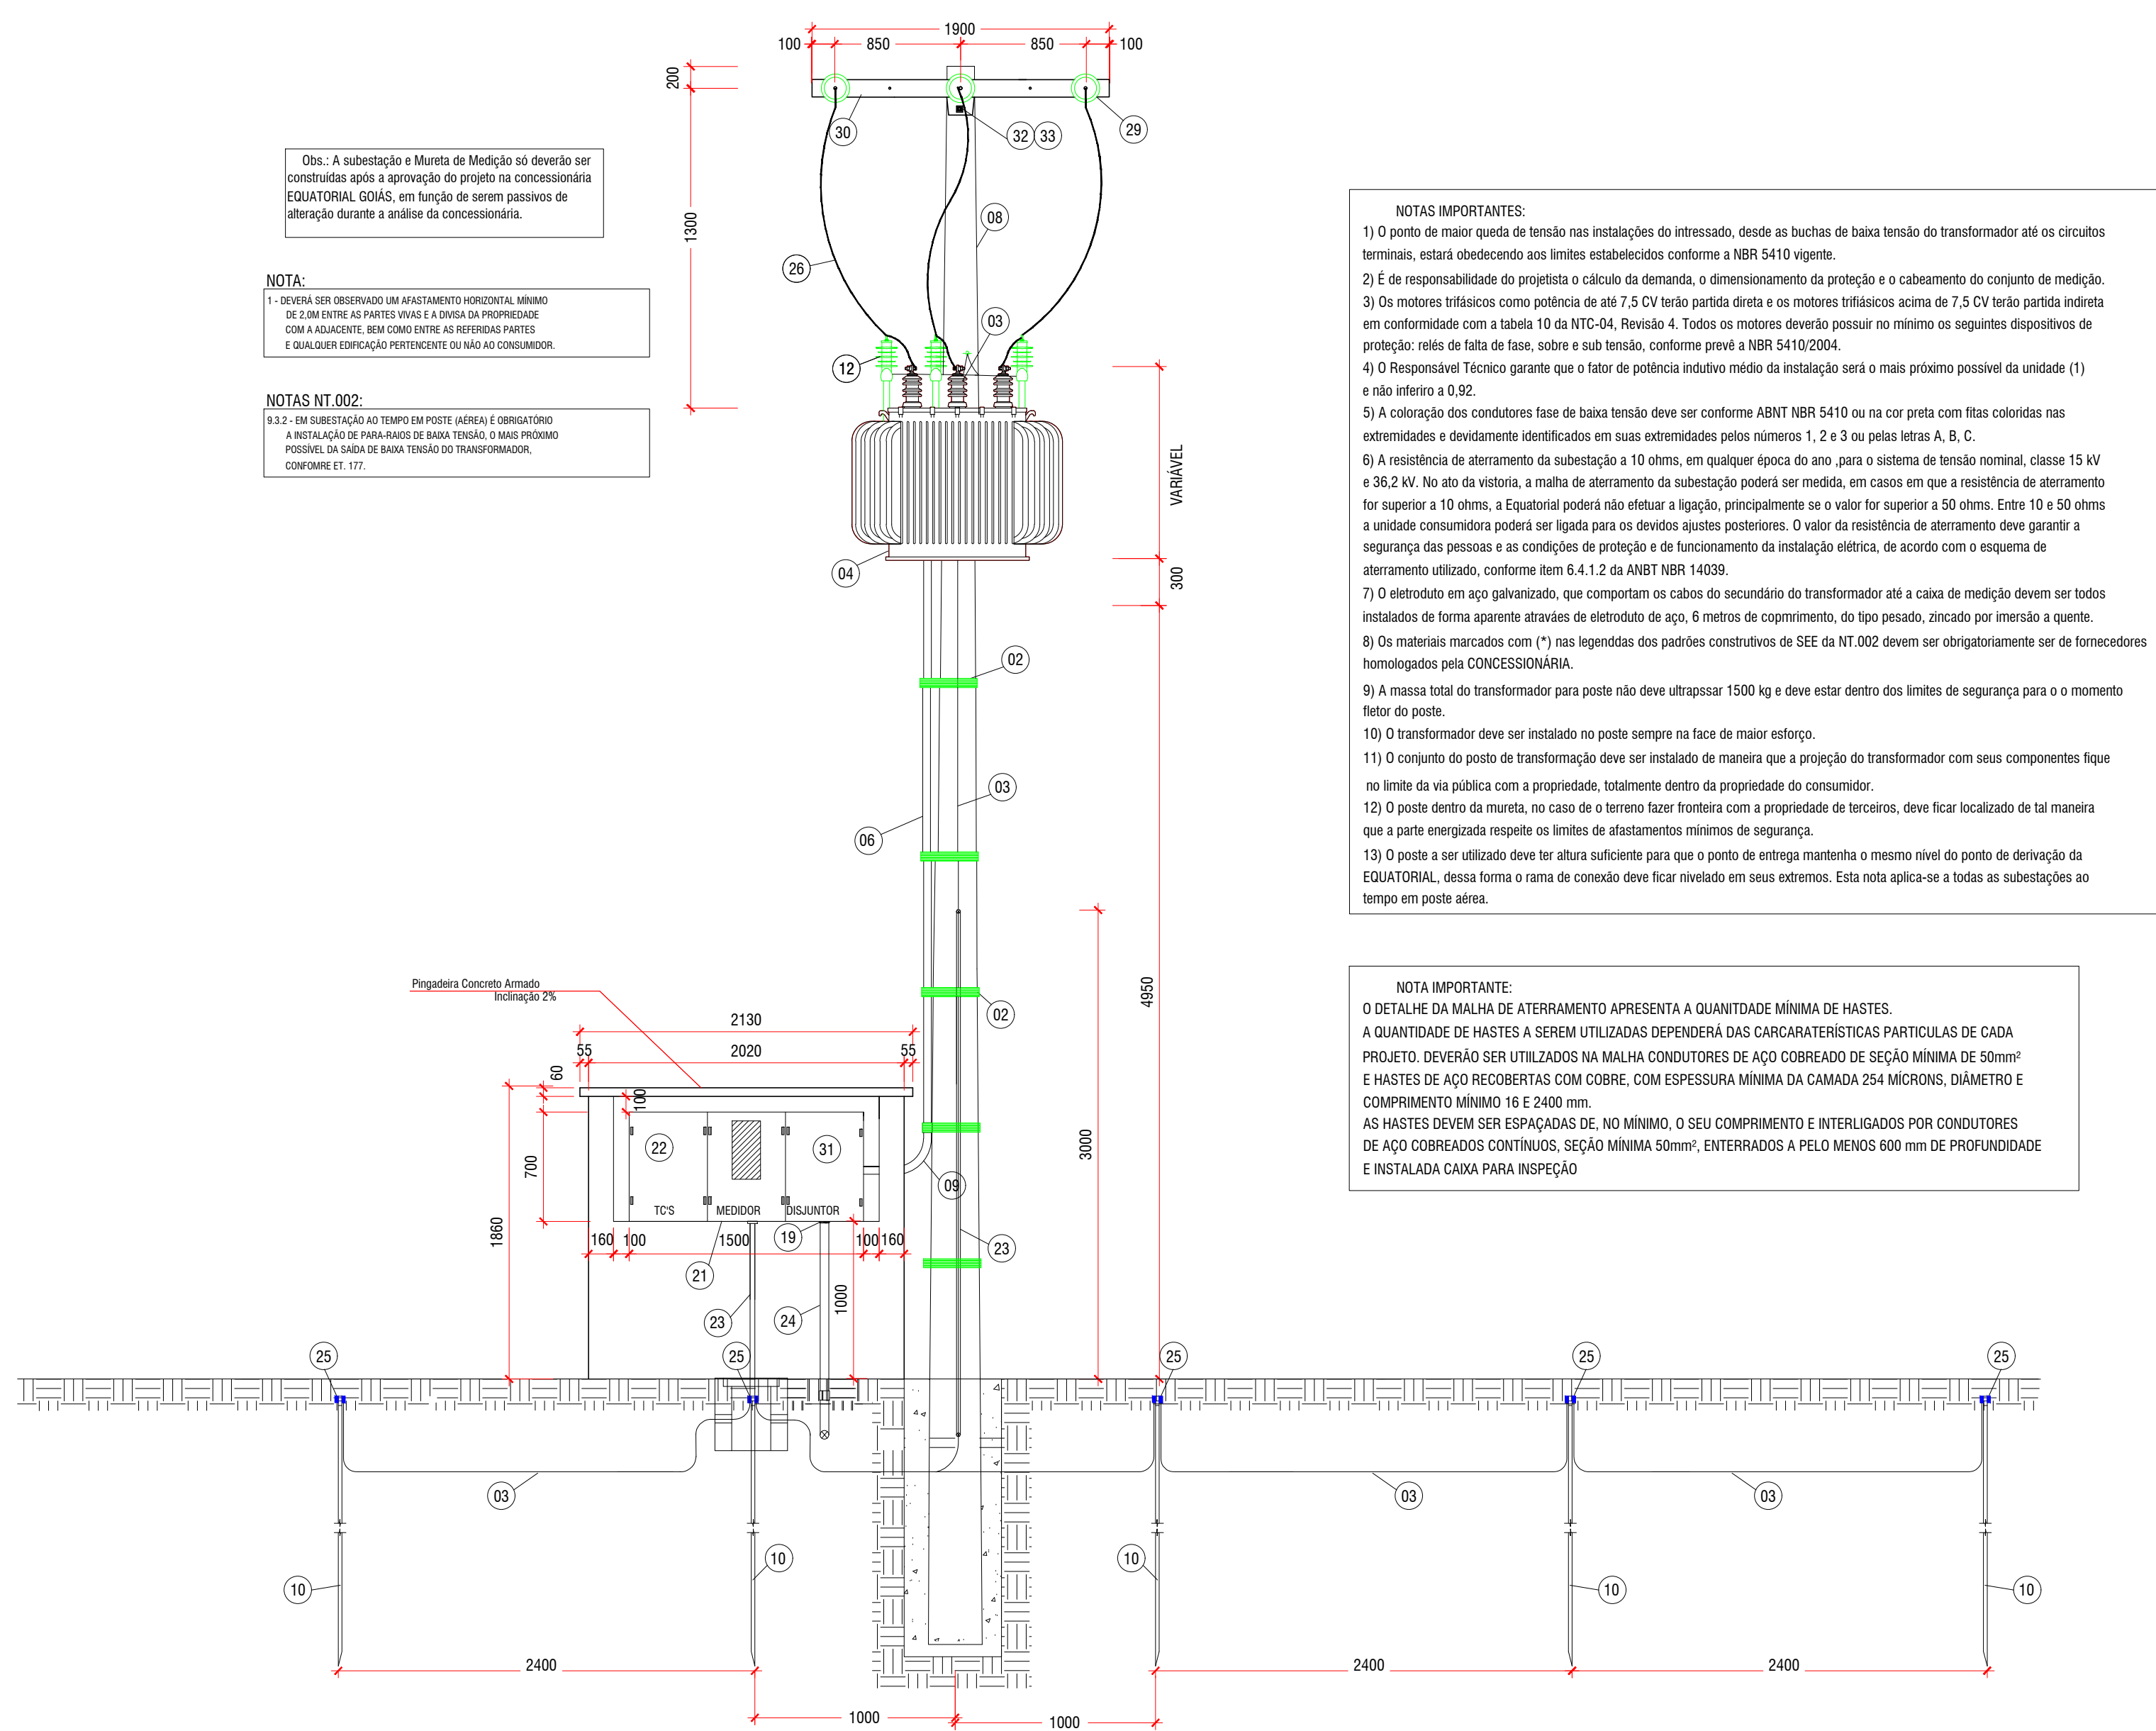 1900
100
850
850
100
200
1300
30
32
33
29
08
26
03
12
04
VARIÁVEL
300
Obs.: A subestação e Mureta de Medição só deverão ser
construídas após a aprovação do projeto na concessionária
EQUATORIAL GOIÁS, em função de serem passivos de
alteração durante a análise da concessionária.
NOTA:
1 - DEVERÁ SER OBSERVADO UM AFASTAMENTO HORIZONTAL MÍNIMO
DE 2,0M ENTRE AS PARTES VIVAS E A DIVISA DA PROPRIEDADE
COM A ADJACENTE, BEM COMO ENTRE AS REFERIDAS PARTES
E QUALQUER EDIFICAÇÃO PERTENCENTE OU NÃO AO CONSUMIDOR.
NOTAS NT.002:
9.3.2 - EM SUBESTAÇÃO AO TEMPO EM POSTE (AÉREA) É OBRIGATÓRIO
A INSTALAÇÃO DE PARA-RAIOS DE BAIXA TENSÃO, O MAIS PRÓXIMO
POSSÍVEL DA SAÍDA DE BAIXA TENSÃO DO TRANSFORMADOR,
CONFOMRE ET. 177.
NOTAS IMPORTANTES:
1) O ponto de maior queda de tensão nas instalações do intressado, desde as buchas de baixa tensão do transformador até os circuitos
terminais, estará obedecendo aos limites estabelecidos conforme a NBR 5410 vigente.
2) É de responsabilidade do projetista o cálculo da demanda, o dimensionamento da proteção e o cabeamento do conjunto de medição.
3) Os motores trifásicos como potência de até 7,5 CV terão partida direta e os motores trifiásicos acima de 7,5 CV terão partida indireta
em conformidade com a tabela 10 da NTC-04, Revisão 4. Todos os motores deverão possuir no mínimo os seguintes dispositivos de
proteção: relés de falta de fase, sobre e sub tensão, conforme prevê a NBR 5410/2004.
4) O Responsável Técnico garante que o fator de potência indutivo médio da instalação será o mais próximo possível da unidade (1)
e não inferiro a 0,92.
5) A coloração dos condutores fase de baixa tensão deve ser conforme ABNT NBR 5410 ou na cor preta com fitas coloridas nas
extremidades e devidamente identificados em suas extremidades pelos números 1, 2 e 3 ou pelas letras A, B, C.
6) A resistência de aterramento da subestação a 10 ohms, em qualquer época do ano ,para o sistema de tensão nominal, classe 15 kV
e 36,2 kV. No ato da vistoria, a malha de aterramento da subestação poderá ser medida, em casos em que a resistência de aterramento
for superior a 10 ohms, a Equatorial poderá não efetuar a ligação, principalmente se o valor for superior a 50 ohms. Entre 10 e 50 ohms
a unidade consumidora poderá ser ligada para os devidos ajustes posteriores. O valor da resistência de aterramento deve garantir a
segurança das pessoas e as condições de proteção e de funcionamento da instalação elétrica, de acordo com o esquema de
aterramento utilizado, conforme item 6.4.1.2 da ANBT NBR 14039.
7) O eletroduto em aço galvanizado, que comportam os cabos do secundário do transformador até a caixa de medição devem ser todos
instalados de forma aparente atraváes de eletroduto de aço, 6 metros de copmrimento, do tipo pesado, zincado por imersão a quente.
8) Os materiais marcados com (*) nas legenddas dos padrões construtivos de SEE da NT.002 devem ser obrigatoriamente ser de fornecedores
homologados pela CONCESSIONÁRIA.
9) A massa total do transformador para poste não deve ultrapssar 1500 kg e deve estar dentro dos limites de segurança para o o momento
fletor do poste.
10) O transformador deve ser instalado no poste sempre na face de maior esforço.
11) O conjunto do posto de transformação deve ser instalado de maneira que a projeção do transformador com seus componentes fique
no limite da via pública com a propriedade, totalmente dentro da propriedade do consumidor.
12) O poste dentro da mureta, no caso de o terreno fazer fronteira com a propriedade de terceiros, deve ficar localizado de tal maneira
que a parte energizada respeite os limites de afastamentos mínimos de segurança.
13) O poste a ser utilizado deve ter altura suficiente para que o ponto de entrega mantenha o mesmo nível do ponto de derivação da
EQUATORIAL, dessa forma o rama de conexão deve ficar nivelado em seus extremos. Esta nota aplica-se a todas as subestações ao
tempo em poste aérea.
NOTA IMPORTANTE:
O DETALHE DA MALHA DE ATERRAMENTO APRESENTA A QUANITDADE MÍNIMA DE HASTES.
A QUANTIDADE DE HASTES A SEREM UTILIZADAS DEPENDERÁ DAS CARCARATERÍSTICAS PARTICULAS DE CADA
PROJETO. DEVERÃO SER UTIILZADOS NA MALHA CONDUTORES DE AÇO COBREADO DE SEÇÃO MÍNIMA DE 50mm²
E HASTES DE AÇO RECOBERTAS COM COBRE, COM ESPESSURA MÍNIMA DA CAMADA 254 MÍCRONS, DIÂMETRO E
COMPRIMENTO MÍNIMO 16 E 2400 mm.
AS HASTES DEVEM SER ESPAÇADAS DE, NO MÍNIMO, O SEU COMPRIMENTO E INTERLIGADOS POR CONDUTORES
DE AÇO COBREADOS CONTÍNUOS, SEÇÃO MÍNIMA 50mm², ENTERRADOS A PELO MENOS 600 mm DE PROFUNDIDADE
E INSTALADA CAIXA PARA INSPEÇÃO
02
03
06
02
4950
3000
Pingadeira Concreto Armado
Inclinação 2%
2130
55
2020
55
60
100
700
1860
22
31
09
TC'S
MEDIDOR
DISJUNTOR
160
100
1500
19
100
160
23
21
23
24
1000
25
25
25
25
25
03
03
03
10
10
10
10
10
2400
2400
2400
1000
1000